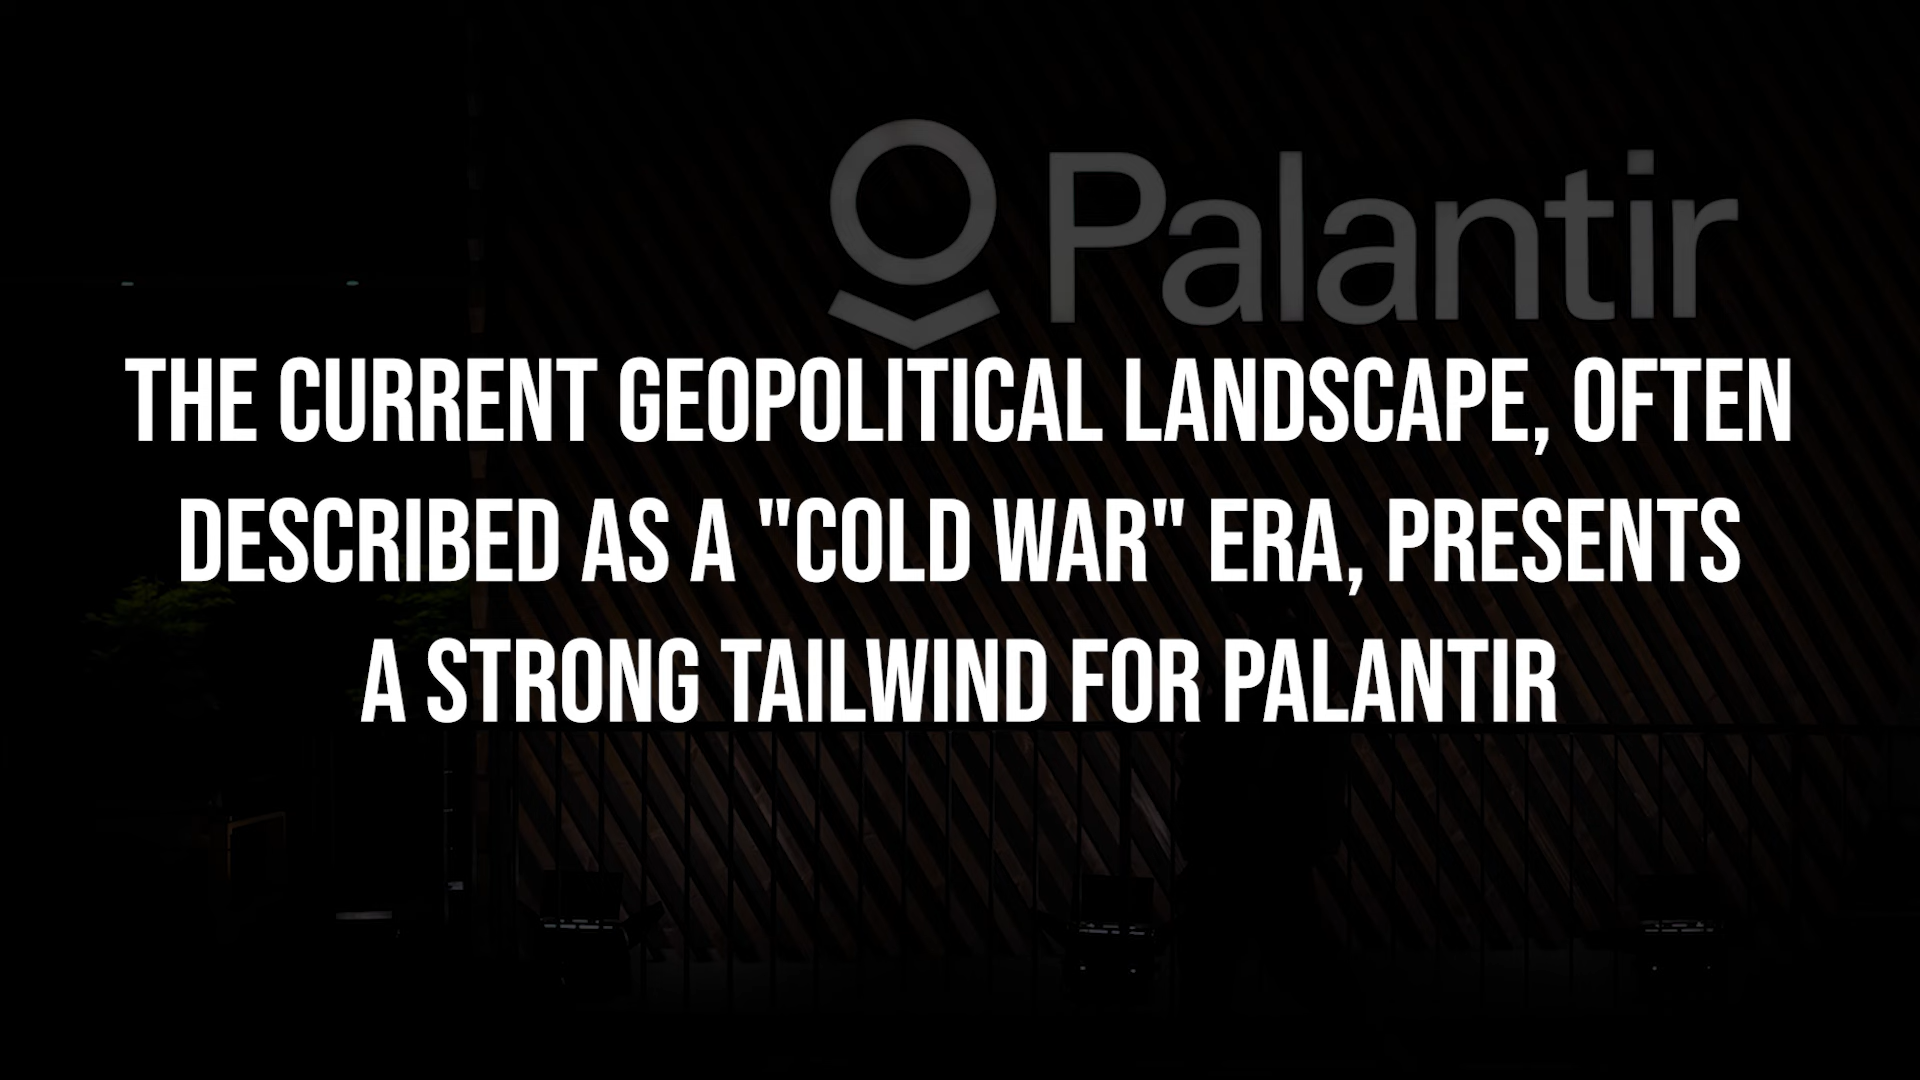 Palantir
THE CURRENT GEOPOLITICAL LANDSCAPE, OFTEN
DESCRIBED AS A "COLD WAR" ERA, PRESENTS
A STRONG TAILWIND FOR PALANTIR